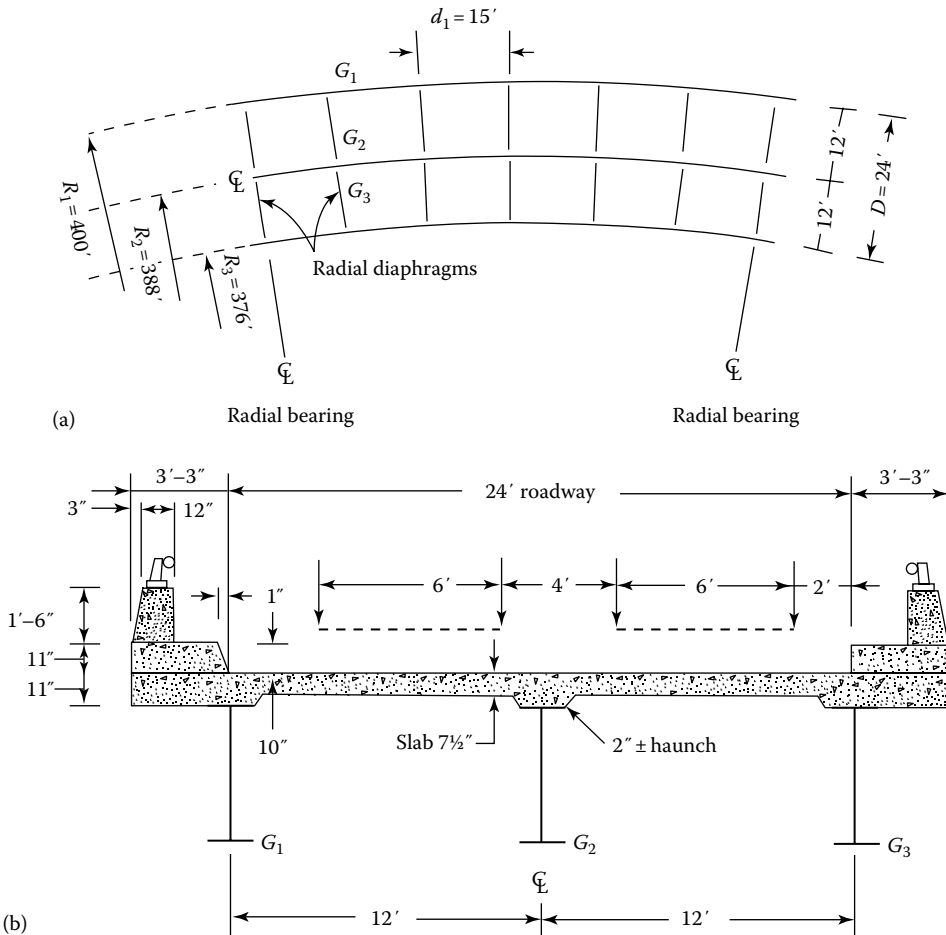 d₁ = 15′
G₁
G₂
G₃
℄
R₁ = 400′
R₂ = 388′
R₃ = 376′
12′
12′
D = 24′
Radial diaphragms
℄
℄
(a)
Radial bearing
Radial bearing
3′–3″
24′ roadway
3′–3″
3″
12″
6′
4′
6′
2′
1″
1′–6″
11″
11″
10″
Slab 7½″
2″ ± haunch
G₁
G₂
G₃
℄
(b)
12′
12′